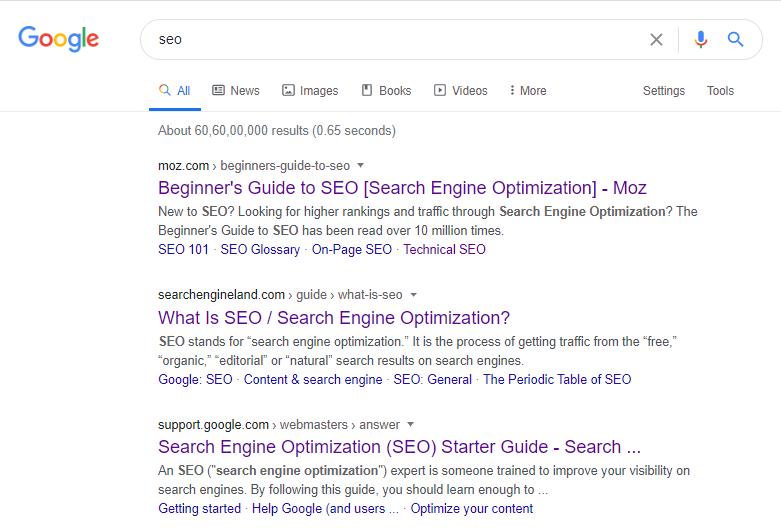 Google
seo
All News Images Books Videos More Settings Tools
About 60,60,00,000 results (0.65 seconds)
moz.com › beginners-guide-to-seo
Beginner's Guide to SEO [Search Engine Optimization] - Moz
New to SEO? Looking for higher rankings and traffic through Search Engine Optimization? The
Beginner's Guide to SEO has been read over 10 million times.
SEO 101 · SEO Glossary · On-Page SEO · Technical SEO
searchengineland.com › guide › what-is-seo
What Is SEO / Search Engine Optimization?
SEO stands for “search engine optimization.” It is the process of getting traffic from the “free,”
“organic,” “editorial” or “natural” search results on search engines.
Google: SEO · Content & search engine · SEO: General · The Periodic Table of SEO
support.google.com › webmasters › answer
Search Engine Optimization (SEO) Starter Guide - Search ...
An SEO ("search engine optimization") expert is someone trained to improve your visibility on
search engines. By following this guide, you should learn enough to ...
Getting started · Help Google (and users ... · Optimize your content